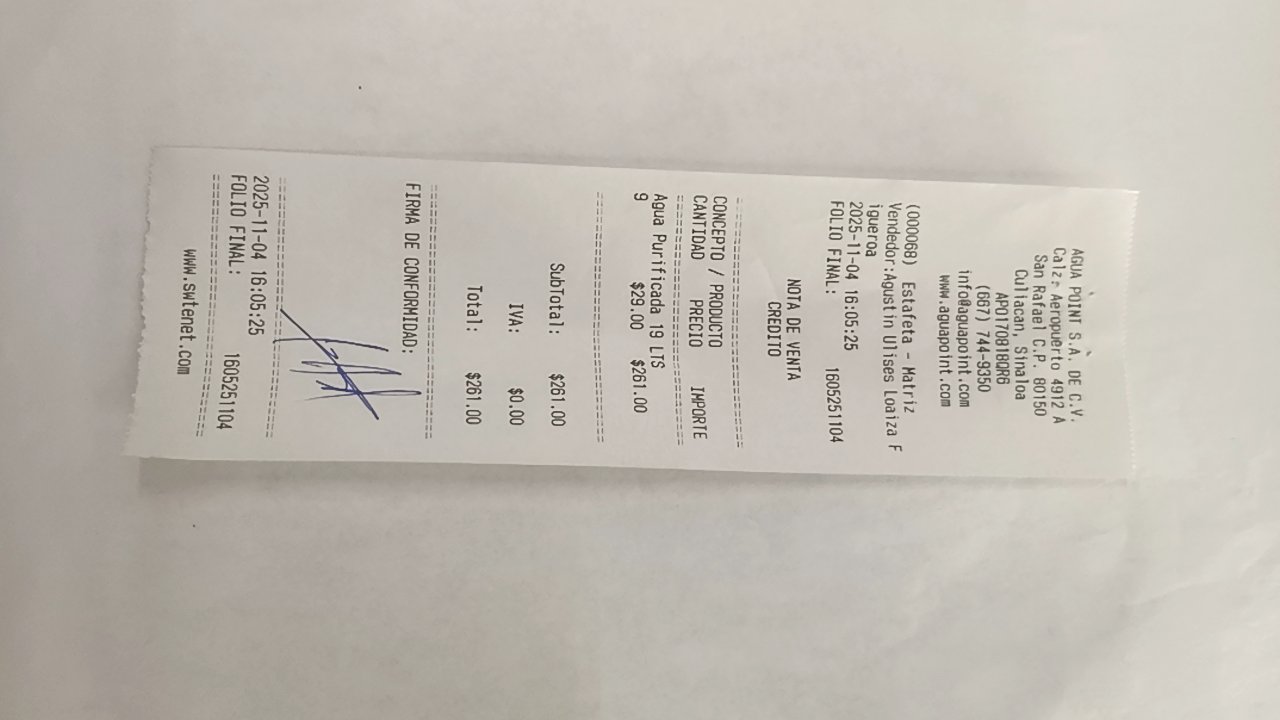 AGUA POINT S.A. DE C.V.
Calz. Aeropuerto 4912 A
San Rafael C.P. 80150
Culiacan, Sinaloa
APO170818QR6
(667) 744-9350
info@aguapoint.com
www.aguapoint.com
(000068) Estafeta - Matriz
Vendedor:Agustin Ulises Loaiza F
igueroa
2025-11-04 16:05:25
FOLIO FINAL: 1605251104
NOTA DE VENTA
CREDITO
CONCEPTO / PRODUCTO
CANTIDAD PRECIO IMPORTE
Agua Purificada 19 LTS
9 $29.00 $261.00
SubTotal: $261.00
IVA: $0.00
Total: $261.00
FIRMA DE CONFORMIDAD:
2025-11-04 16:05:25
FOLIO FINAL: 1605251104
www.swtenet.com